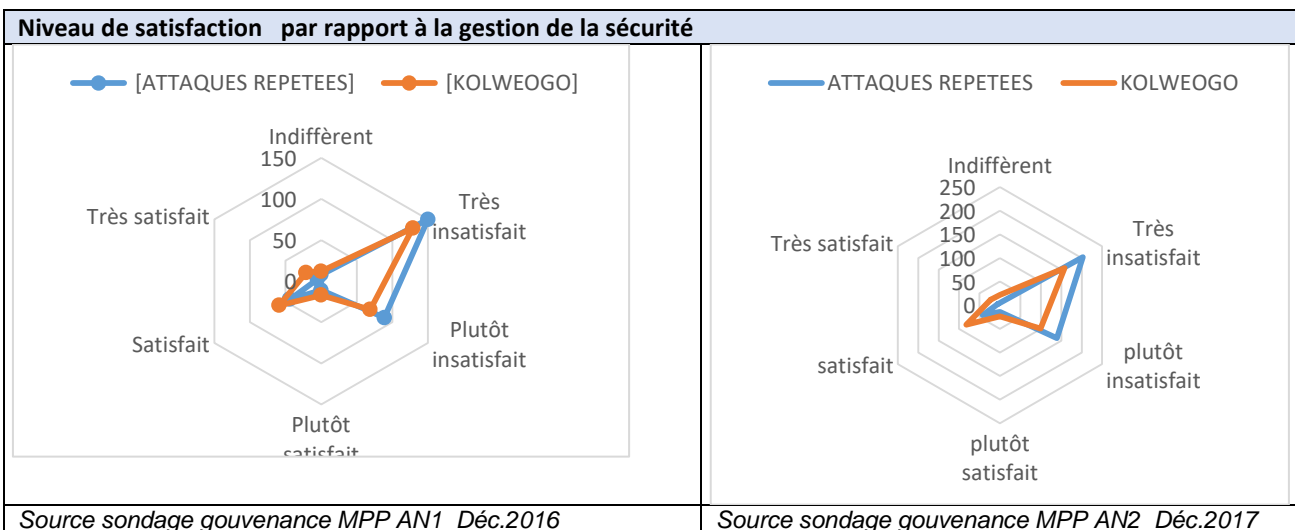 Niveau de satisfaction par rapport à la gestion de la sécurité
[ATTAQUES REPETEES] [KOLWEOGO]
Indiffèrent
150
100
50
0
Très
insatisfait
Plutôt
insatisfait
Plutôt
satisfait
Satisfait
Très satisfait
Source sondage gouvenance MPP AN1 Déc.2016
ATTAQUES REPETEES KOLWEOGO
Indiffèrent
250
200
150
100
50
0
Très
insatisfait
plutôt
insatisfait
plutôt
satisfait
satisfait
Très satisfait
Source sondage gouvenance MPP AN2 Déc.2017